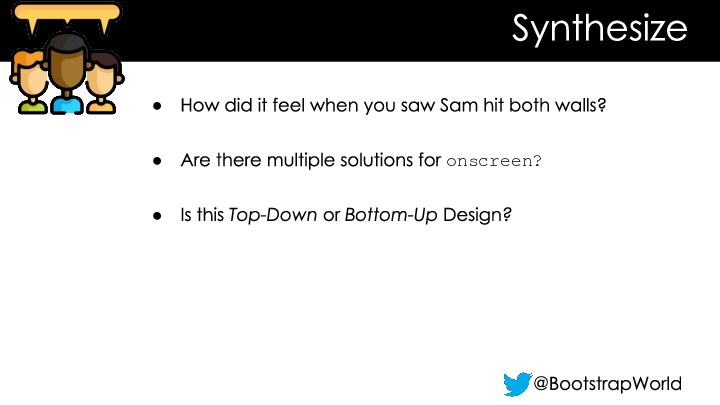 Synthesize
● How did it feel when you saw Sam hit both walls?
● Are there multiple solutions for onscreen?
● Is this Top-Down or Bottom-Up Design?
@BootstrapWorld